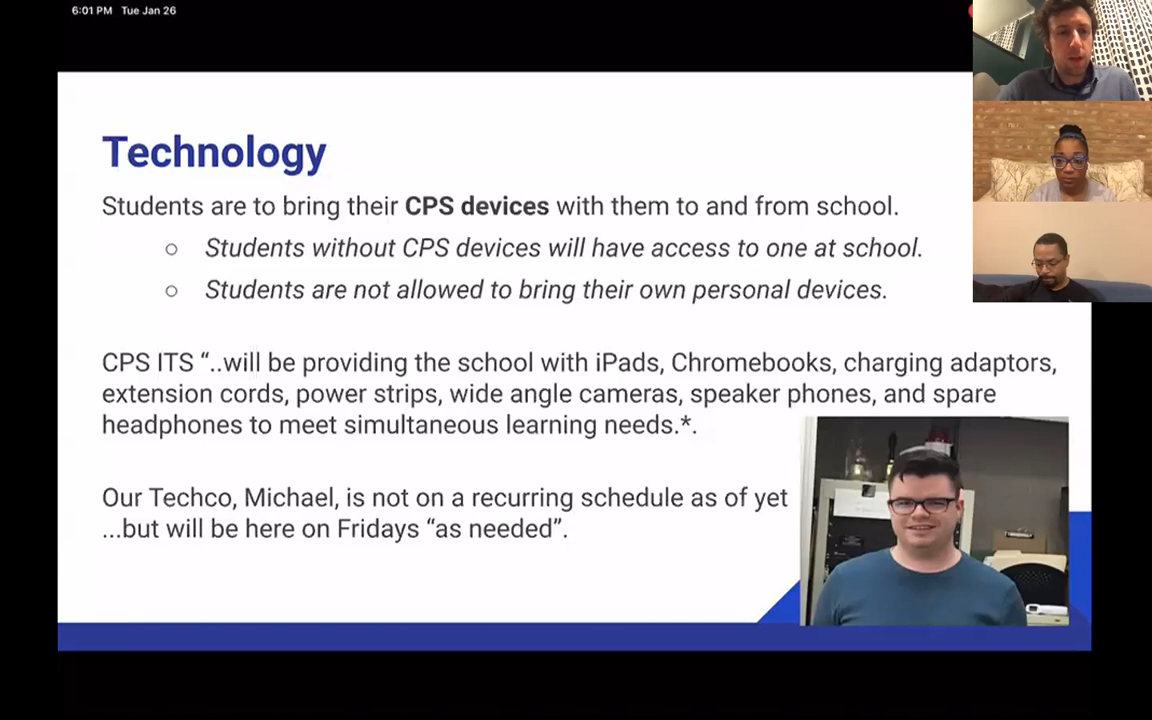 6:01 PM Tue Jan 26
Technology
Students are to bring their CPS devices with them to and from school.
○ Students without CPS devices will have access to one at school.
○ Students are not allowed to bring their own personal devices.
CPS ITS “..will be providing the school with iPads, Chromebooks, charging adaptors,
extension cords, power strips, wide angle cameras, speaker phones, and spare
headphones to meet simultaneous learning needs.*.
Our Techco, Michael, is not on a recurring schedule as of yet
...but will be here on Fridays “as needed”.